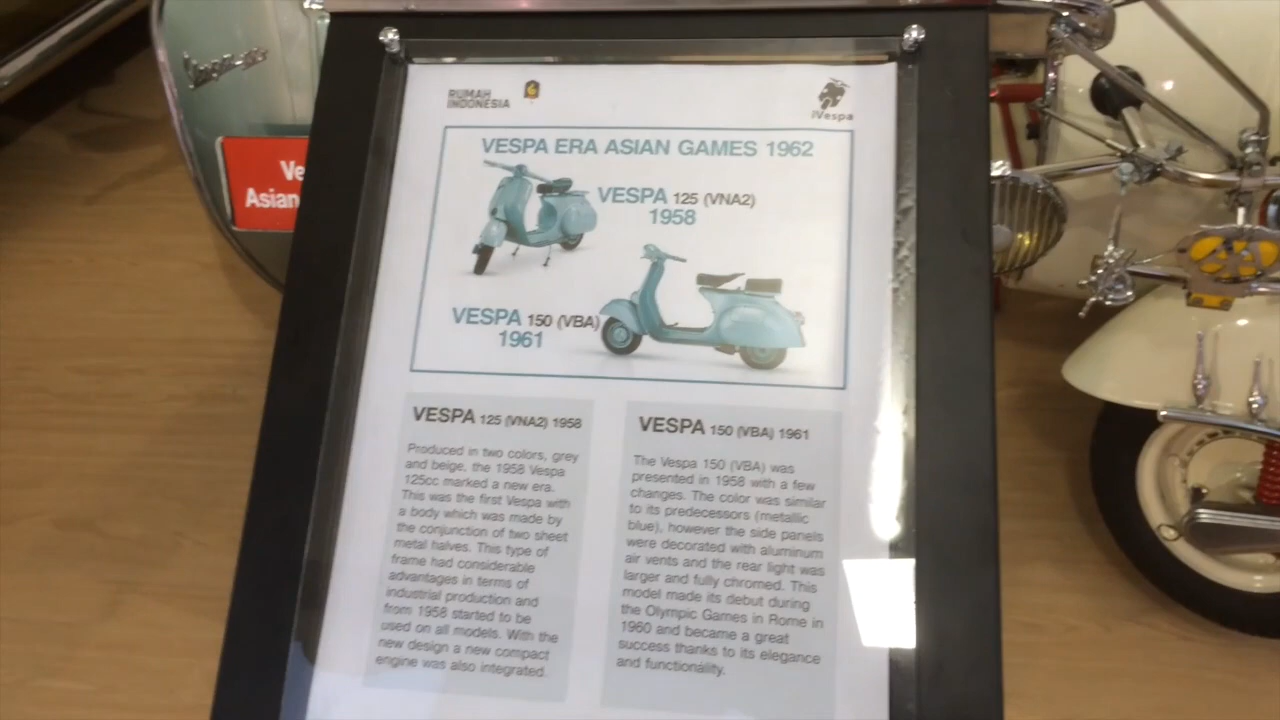 Vespa
Ve
Asian
RUMAH
INDONESIA
iVespa
VESPA ERA ASIAN GAMES 1962
VESPA 125 (VNA2)
1958
VESPA 150 (VBA)
1961
VESPA 125 (VNA2) 1958
Produced in two colors, grey
and beige, the 1958 Vespa
125cc marked a new era.
This was the first Vespa with
a body which was made by
the conjunction of two sheet
metal halves. This type of
frame had considerable
advantages in terms of
industrial production and
from 1958 started to be
used on all models. With the
new design a new compact
engine was also integrated.
VESPA 150 (VBA) 1961
The Vespa 150 (VBA) was
presented in 1958 with a few
changes. The color was similar
to its predecessors (metallic
blue), however the side panels
were decorated with aluminum
air vents and the rear light was
larger and fully chromed. This
model made its debut during
the Olympic Games in Rome in
1960 and became a great
success thanks to its elegance
and functionality.